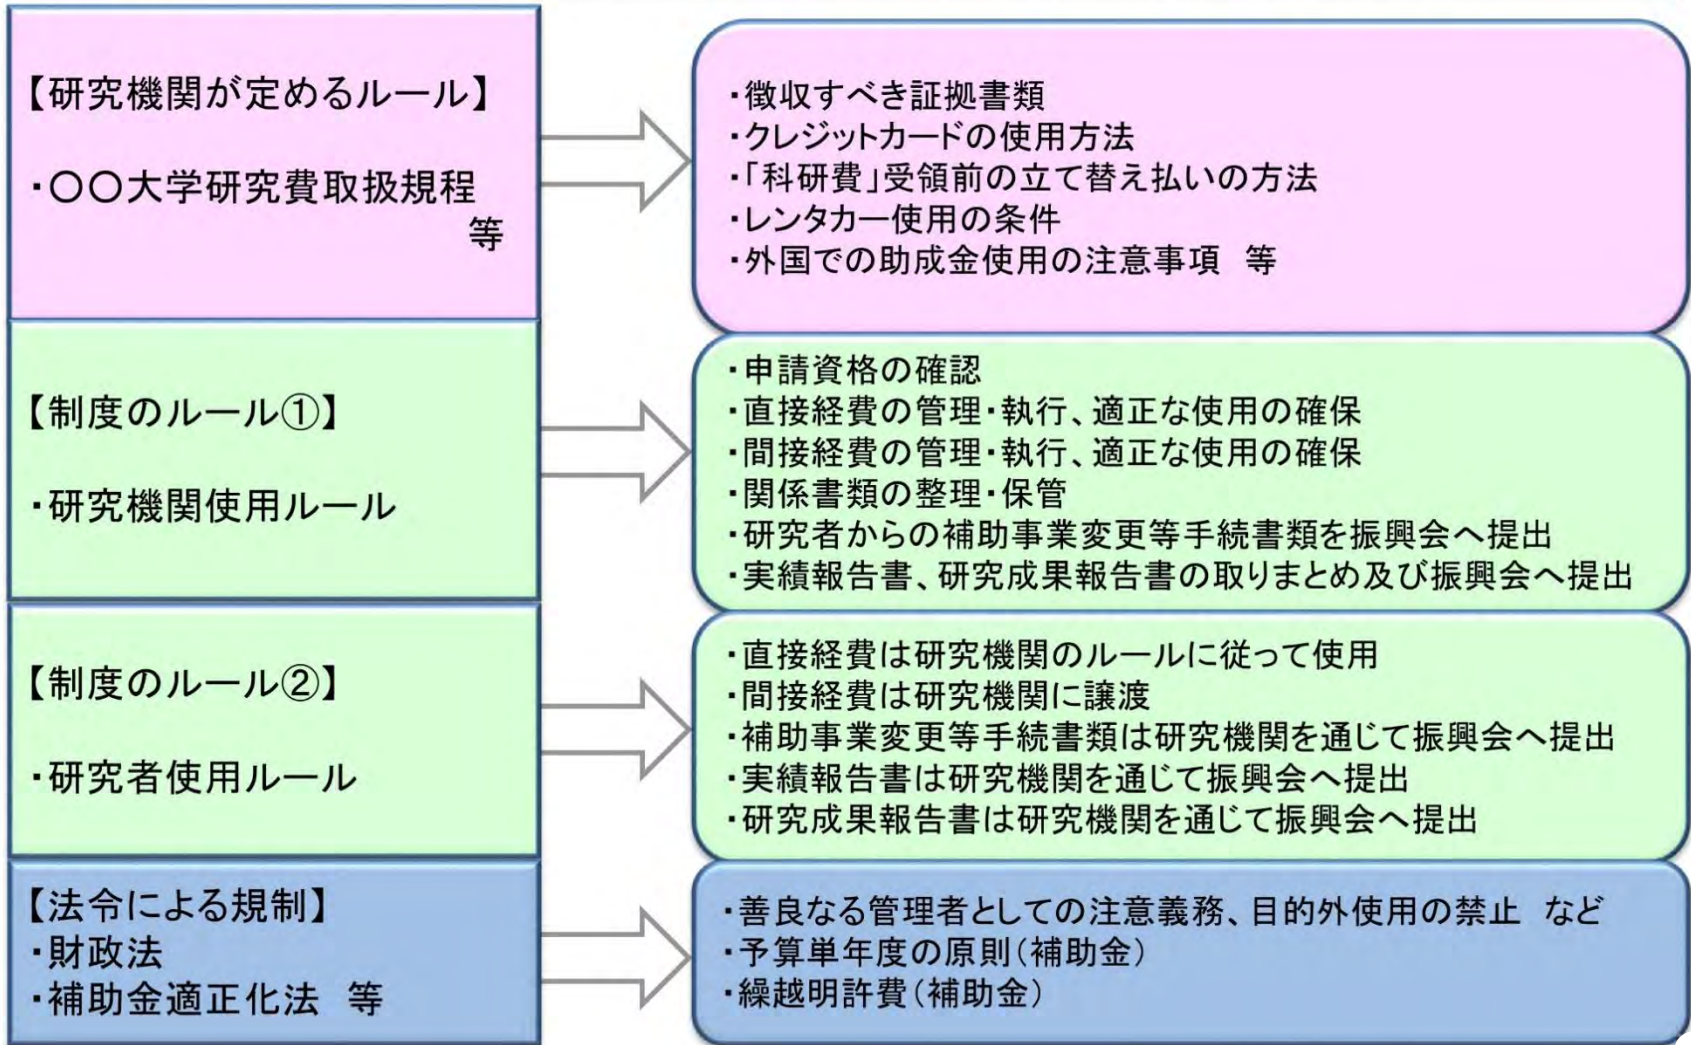 【研究機関が定めるルール】
・〇〇大学研究費取扱規程
等
・徴収すべき証拠書類
・クレジットカードの使用方法
・「科研費」受領前の立て替え払いの方法
・レンタカー使用の条件
・外国での助成金使用の注意事項　等
【制度のルール①】
・研究機関使用ルール
・申請資格の確認
・直接経費の管理・執行、適正な使用の確保
・間接経費の管理・執行、適正な使用の確保
・関係書類の整理・保管
・研究者からの補助事業変更等手続書類を振興会へ提出
・実績報告書、研究成果報告書の取りまとめ及び振興会へ提出
【制度のルール②】
・研究者使用ルール
・直接経費は研究機関のルールに従って使用
・間接経費は研究機関に譲渡
・補助事業変更等手続書類は研究機関を通じて振興会へ提出
・実績報告書は研究機関を通じて振興会へ提出
・研究成果報告書は研究機関を通じて振興会へ提出
【法令による規制】
・財政法
・補助金適正化法　等
・善良なる管理者としての注意義務、目的外使用の禁止　など
・予算単年度の原則（補助金）
・繰越明許費（補助金）